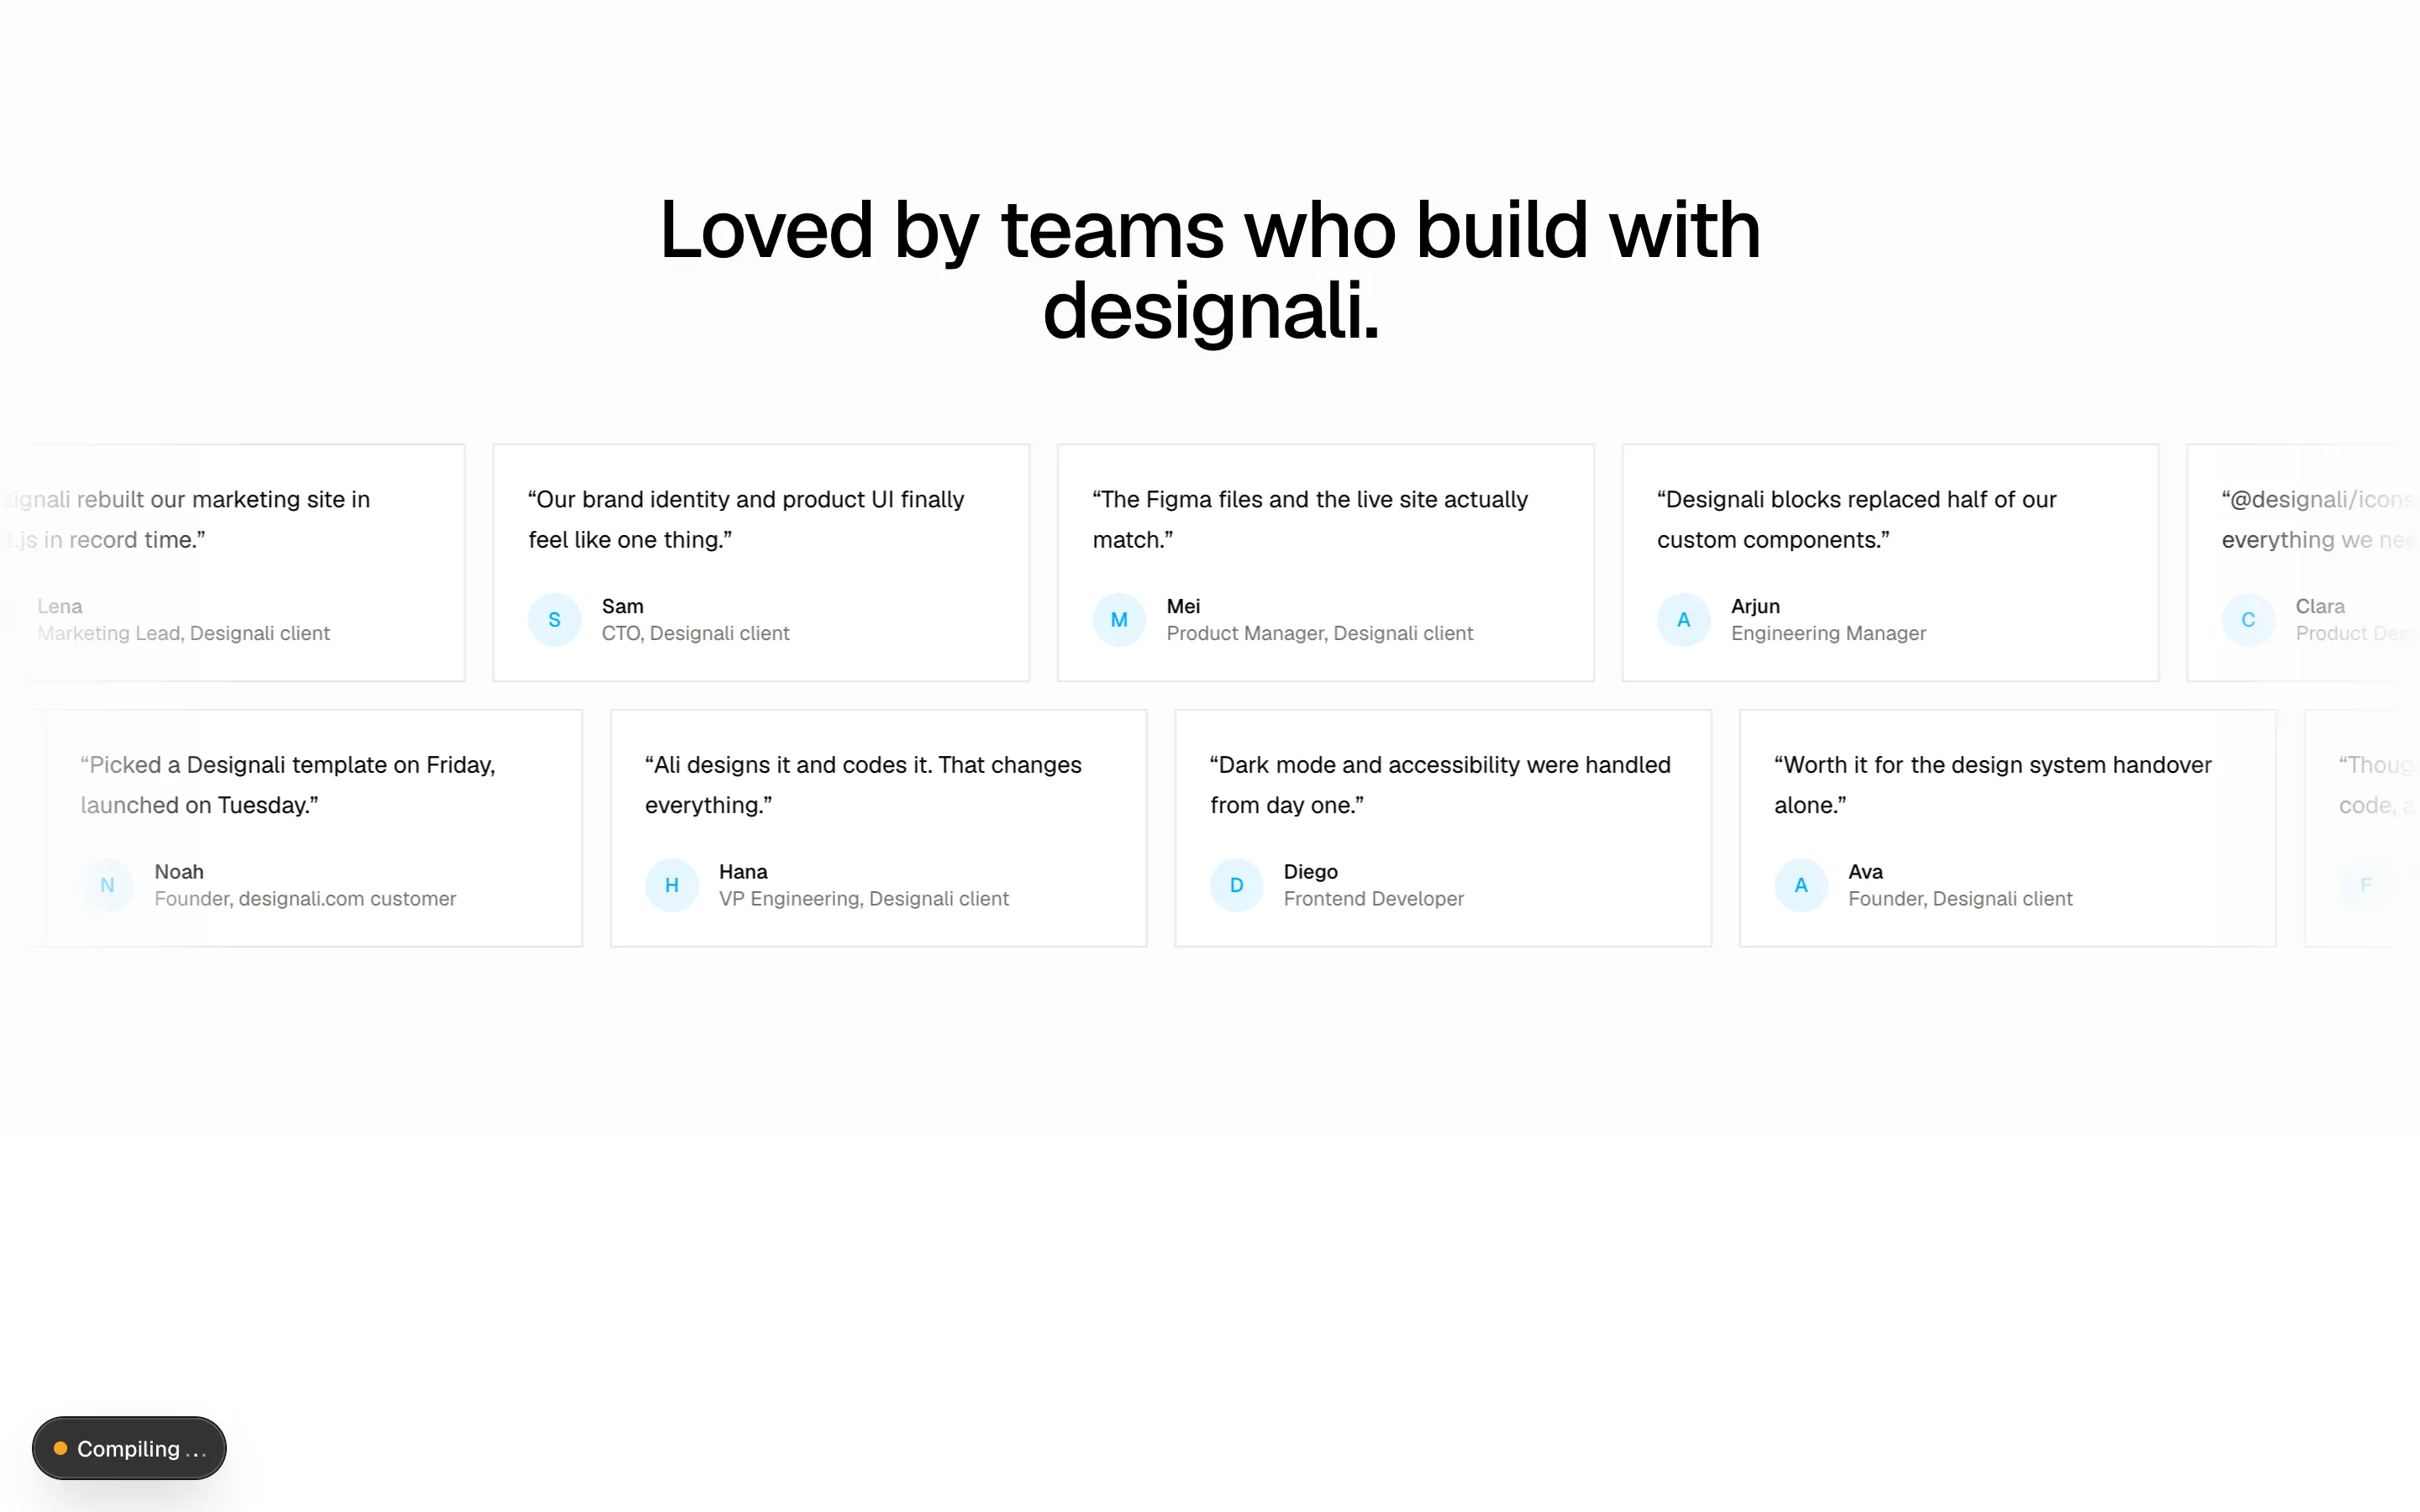 Loved by teams who build with
designali.
signali rebuilt our marketing site in
t.js in record time.”
Lena
Marketing Lead, Designali client
“Our brand identity and product UI finally
feel like one thing.”
S
Sam
CTO, Designali client
“The Figma files and the live site actually
match.”
M
Mei
Product Manager, Designali client
“Designali blocks replaced half of our
custom components.”
A
Arjun
Engineering Manager
“@designali/icons
everything we nee
C
Clara
Product Des
“Picked a Designali template on Friday,
launched on Tuesday.”
N
Noah
Founder, designali.com customer
“Ali designs it and codes it. That changes
everything.”
H
Hana
VP Engineering, Designali client
“Dark mode and accessibility were handled
from day one.”
D
Diego
Frontend Developer
“Worth it for the design system handover
alone.”
A
Ava
Founder, Designali client
“Thoug
code, a
F
Compiling ...